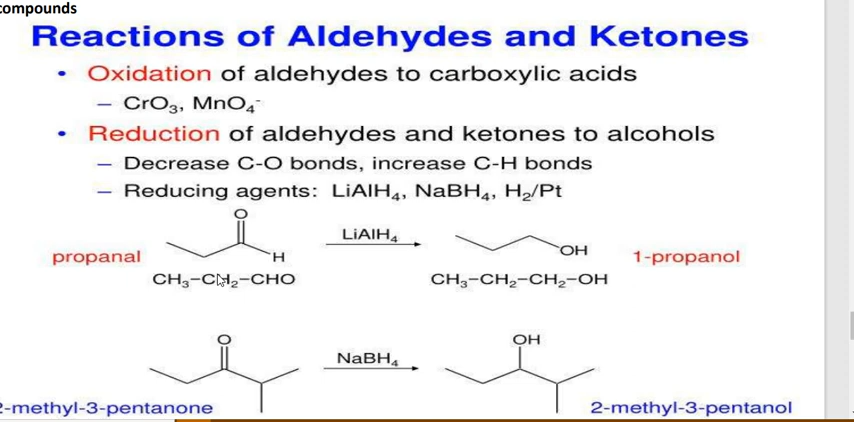 compounds
Reactions of Aldehydes and Ketones
• Oxidation of aldehydes to carboxylic acids
– CrO₃, MnO₄⁻
• Reduction of aldehydes and ketones to alcohols
– Decrease C-O bonds, increase C-H bonds
– Reducing agents: LiAlH₄, NaBH₄, H₂/Pt
O
LiAlH₄
propanal H OH 1-propanol
CH₃–CH₂–CHO CH₃–CH₂–CH₂–OH
O OH
NaBH₄
2-methyl-3-pentanone 2-methyl-3-pentanol